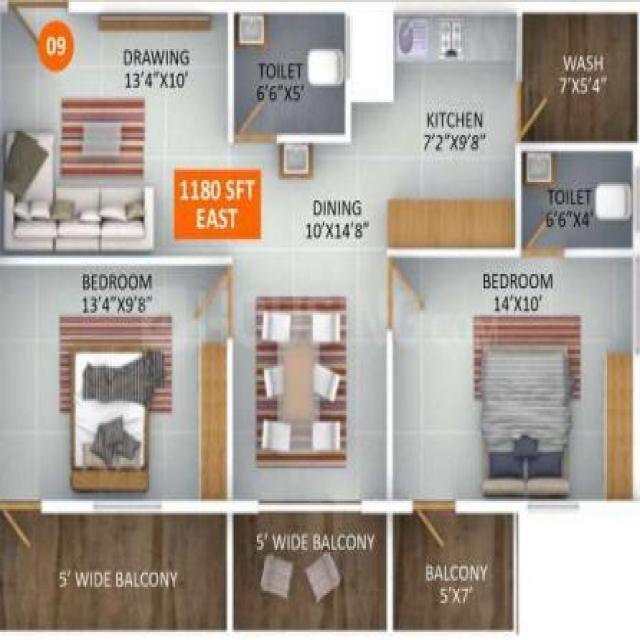 09
DRAWING
13'4"X10'
TOILET
6'6"X5'
KITCHEN
7'2"X9'8"
WASH
7'X5'4"
1180 SFT
EAST
DINING
10'X14'8"
TOILET
6'6"X4'
BEDROOM
13'4"X9'8"
BEDROOM
14'X10'
5' WIDE BALCONY
5' WIDE BALCONY
BALCONY
5'X7'